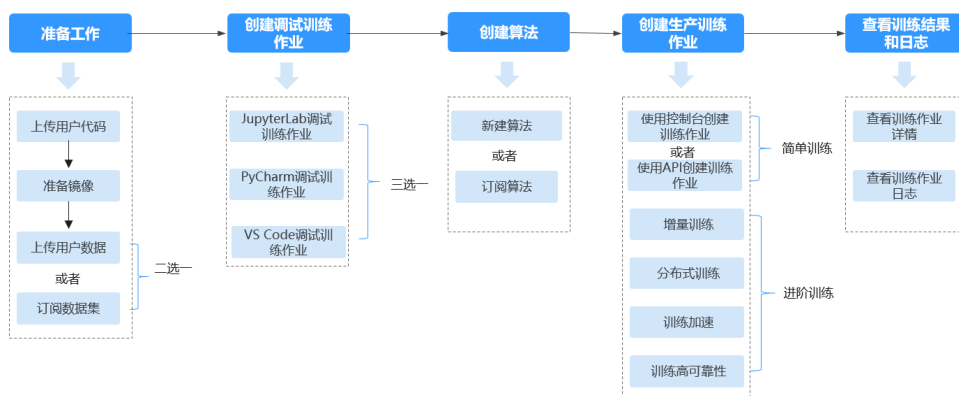 准备工作
创建调试训练
作业
创建算法
创建生产训练
作业
查看训练结果
和日志
上传用户代码
准备镜像
上传用户数据
或者
订阅数据集
二选一
JupyterLab调试
训练作业
PyCharm调试训
练作业
VS Code调试训
练作业
三选一
新建算法
或者
订阅算法
使用控制台创建
训练作业
或者
使用API创建训练
作业
简单训练
增量训练
分布式训练
训练加速
训练高可靠性
进阶训练
查看训练作业
详情
查看训练作业
日志